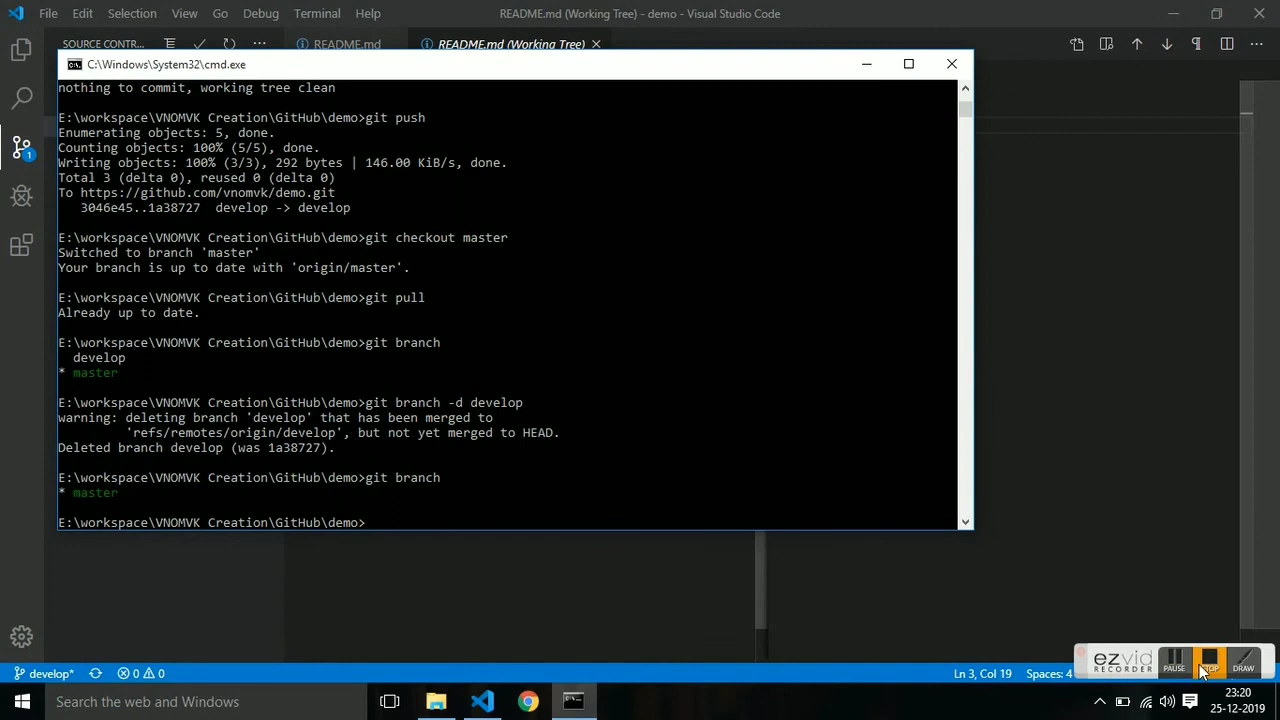 File Edit Selection View Go Debug Terminal Help README.md (Working Tree) - demo - Visual Studio Code
SOURCE CONTR... README.md README.md (Working Tree)
C:\Windows\System32\cmd.exe
nothing to commit, working tree clean
E:\workspace\VNOMVK Creation\GitHub\demo>git push
Enumerating objects: 5, done.
Counting objects: 100% (5/5), done.
Writing objects: 100% (3/3), 292 bytes | 146.00 KiB/s, done.
Total 3 (delta 0), reused 0 (delta 0)
To https://github.com/vnomvk/demo.git
3046e45..1a38727 develop -> develop
E:\workspace\VNOMVK Creation\GitHub\demo>git checkout master
Switched to branch 'master'
Your branch is up to date with 'origin/master'.
E:\workspace\VNOMVK Creation\GitHub\demo>git pull
Already up to date.
E:\workspace\VNOMVK Creation\GitHub\demo>git branch
develop
* master
E:\workspace\VNOMVK Creation\GitHub\demo>git branch -d develop
warning: deleting branch 'develop' that has been merged to
'refs/remotes/origin/develop', but not yet merged to HEAD.
Deleted branch develop (was 1a38727).
E:\workspace\VNOMVK Creation\GitHub\demo>git branch
* master
E:\workspace\VNOMVK Creation\GitHub\demo>
1
ezvid
RECORDER PAUSE DRAW
develop* 0 0 Ln 3, Col 19 Spaces: 4
Search the web and Windows
23:20
25-12-2019